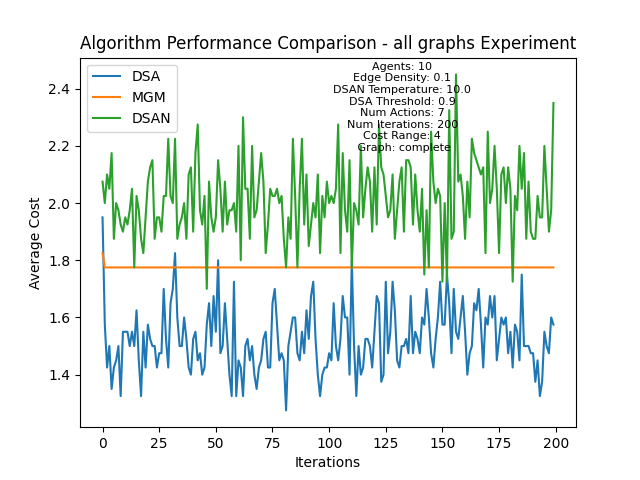 Algorithm Performance Comparison - all graphs Experiment
DSA
MGM
DSAN
Agents: 10
Edge Density: 0.1
DSAN Temperature: 10.0
DSA Threshold: 0.9
Num Actions: 7
Num Iterations: 200
Cost Range: 4
Graph: complete
Average Cost
2.4
2.2
2.0
1.8
1.6
1.4
0
25
50
75
100
125
150
175
200
Iterations